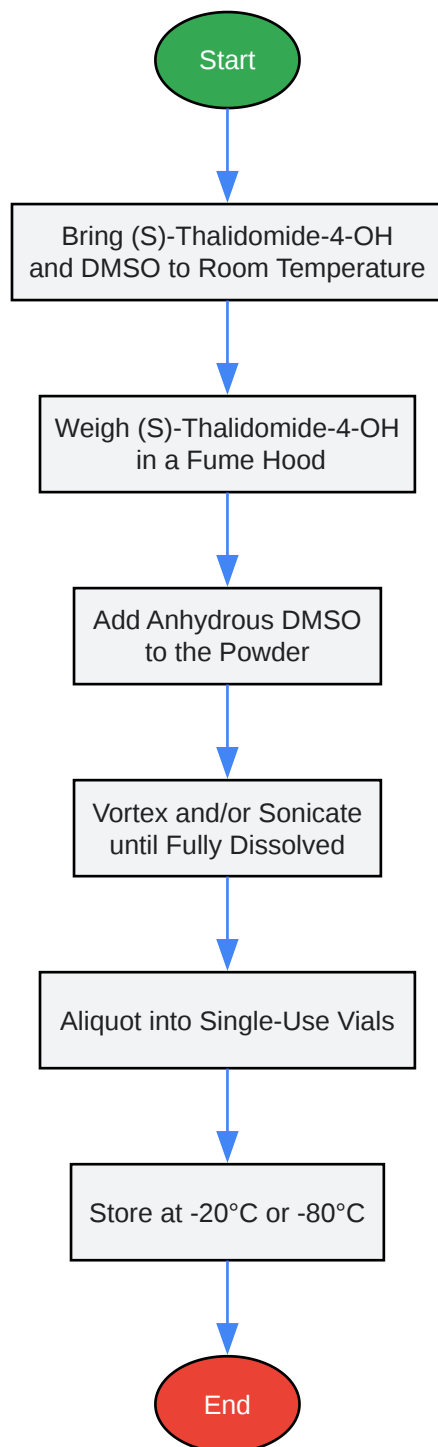 Start
Bring (S)-Thalidomide-4-OH
and DMSO to Room Temperature
Weigh (S)-Thalidomide-4-OH
in a Fume Hood
Add Anhydrous DMSO
to the Powder
Vortex and/or Sonicate
until Fully Dissolved
Aliquot into Single-Use Vials
Store at -20°C or -80°C
End